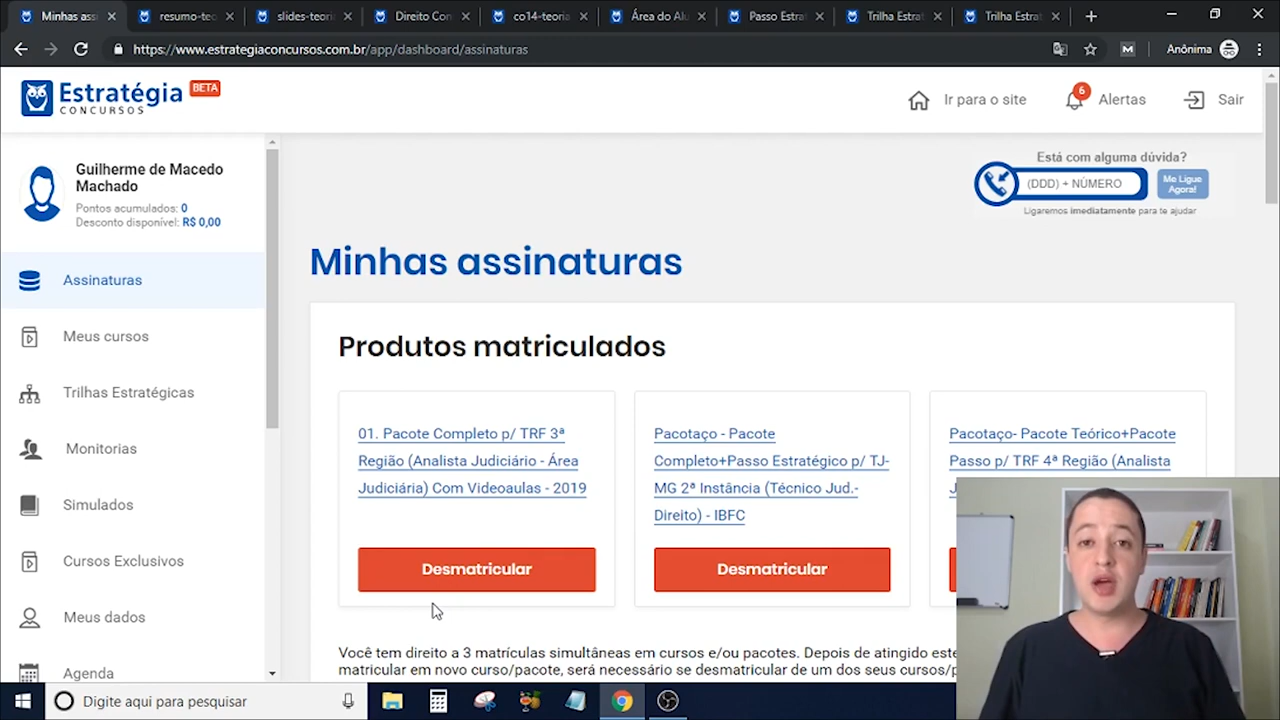 Minhas ass
resumo-teo
slides-teori
Direito Con
co14-teoria
Área do Alu
Passo Estra
Trilha Estra
Trilha Estra
https://www.estrategiaconcursos.com.br/app/dashboard/assinaturas
M
Anônima
Estratégia
BETA
CONCURSOS
Ir para o site
6
Alertas
Sair
Guilherme de Macedo
Machado
Pontos acumulados: 0
Desconto disponível: R$ 0,00
Está com alguma dúvida?
(DDD) + NÚMERO
Me Ligue
Agora!
Ligaremos imediatamente para te ajudar
Assinaturas
Meus cursos
Trilhas Estratégicas
Monitorias
Simulados
Cursos Exclusivos
Meus dados
Agenda
Minhas assinaturas
Produtos matriculados
01. Pacote Completo p/ TRF 3ª
Região (Analista Judiciário - Área
Judiciária) Com Videoaulas - 2019
Desmatricular
Pacotaço - Pacote
Completo+Passo Estratégico p/ TJ-
MG 2ª Instância (Técnico Jud.-
Direito) - IBFC
Desmatricular
Pacotaço- Pacote Teórico+Pacote
Passo p/ TRF 4ª Região (Analista
Você tem direito a 3 matrículas simultâneas em cursos e/ou pacotes. Depois de atingido este
matricular em novo curso/pacote, será necessário se desmatricular de um dos seus cursos/p
Digite aqui para pesquisar